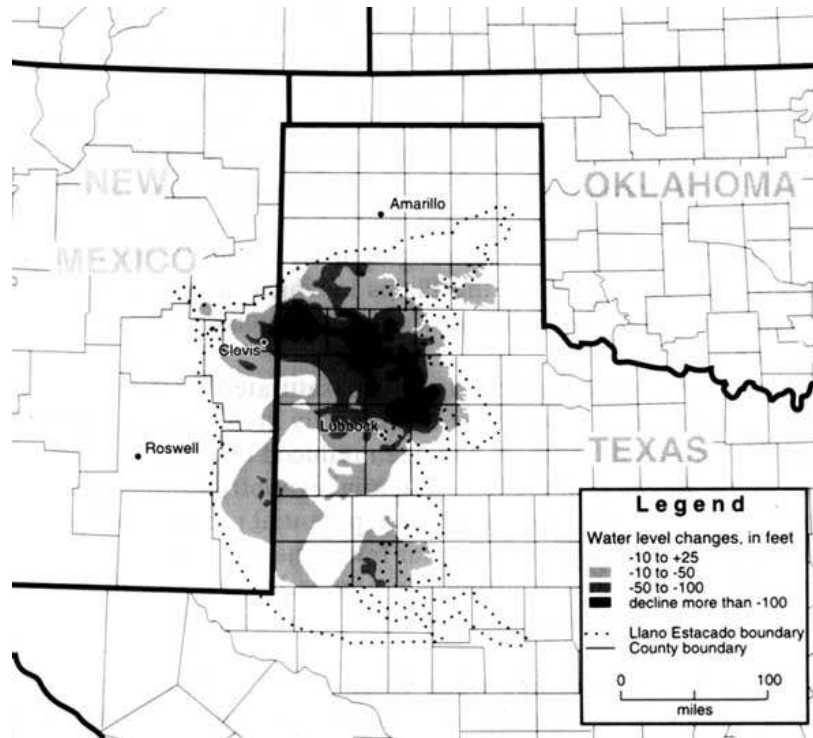 NEW
MEXICO
OKLAHOMA
Amarillo
Clovis
Lubbock
Roswell
TEXAS
Legend
Water level changes, in feet
-10 to +25
-10 to -50
-50 to -100
decline more than -100
Llano Estacado boundary
County boundary
0 100
miles